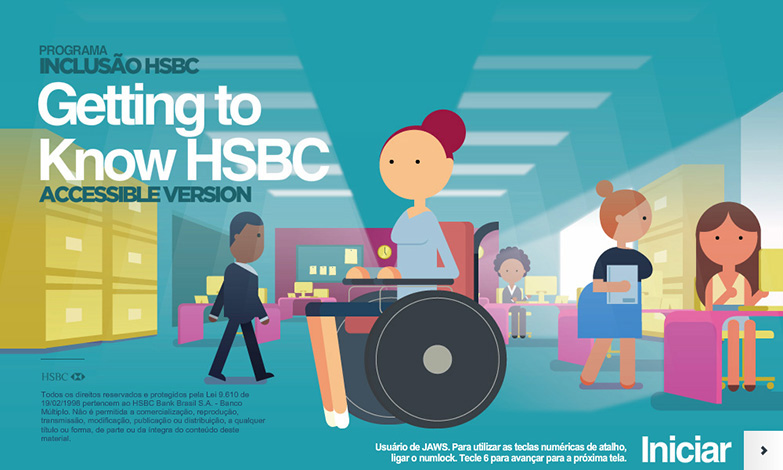 PROGRAMA
INCLUSÃO HSBC
Getting to
Know HSBC
ACCESSIBLE VERSION
HSBC
Todos os direitos reservados e protegidos pela Lei 9.610 de
19/02/1998 pertencem ao HSBC Bank Brasil S.A. - Banco
Múltiplo. Não é permitida a comercialização, reprodução,
transmissão, modificação, publicação ou distribuição, a qualquer
título ou forma, de parte ou da íntegra do conteúdo deste
material.
Usuário de JAWS. Para utilizar as teclas numéricas de atalho,
ligar o numlock. Tecle 6 para avançar para a próxima tela.
Iniciar